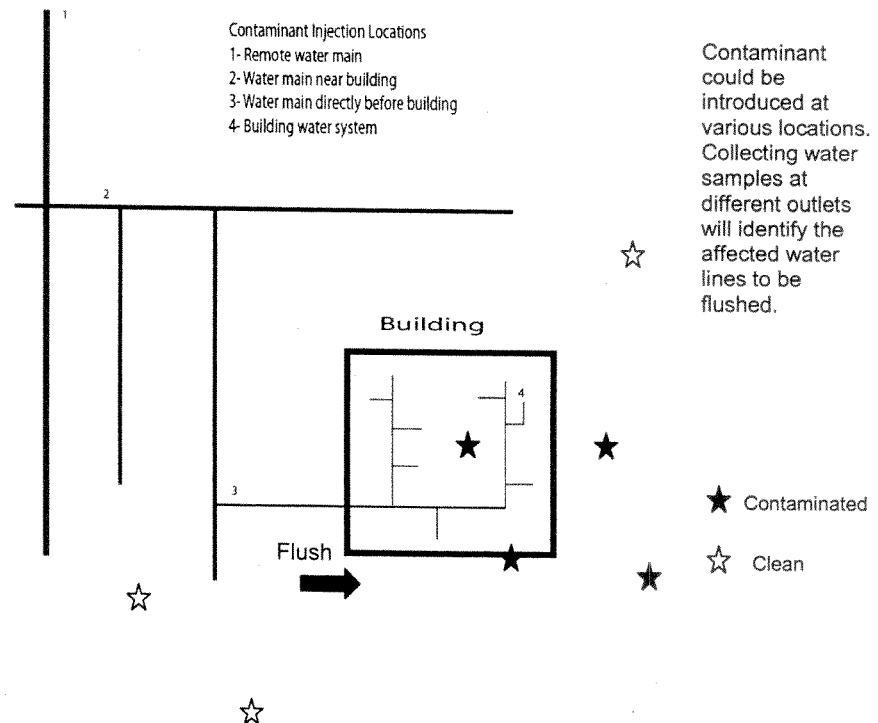 1
Contaminant Injection Locations
1- Remote water main
2- Water main near building
3- Water main directly before building
4- Building water system
Contaminant
could be
introduced at
various locations.
Collecting water
samples at
different outlets
will identify the
affected water
lines to be
flushed.
2
Building
4
3
Contaminated
Flush
Clean